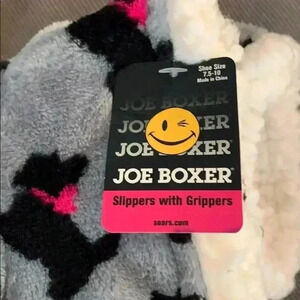 Shoe Size
7.5-10
Made in China
JOE BOXER
JOE BOXER
JOE BOXER
JOE BOXER
Slippers with Grippers
sears.com